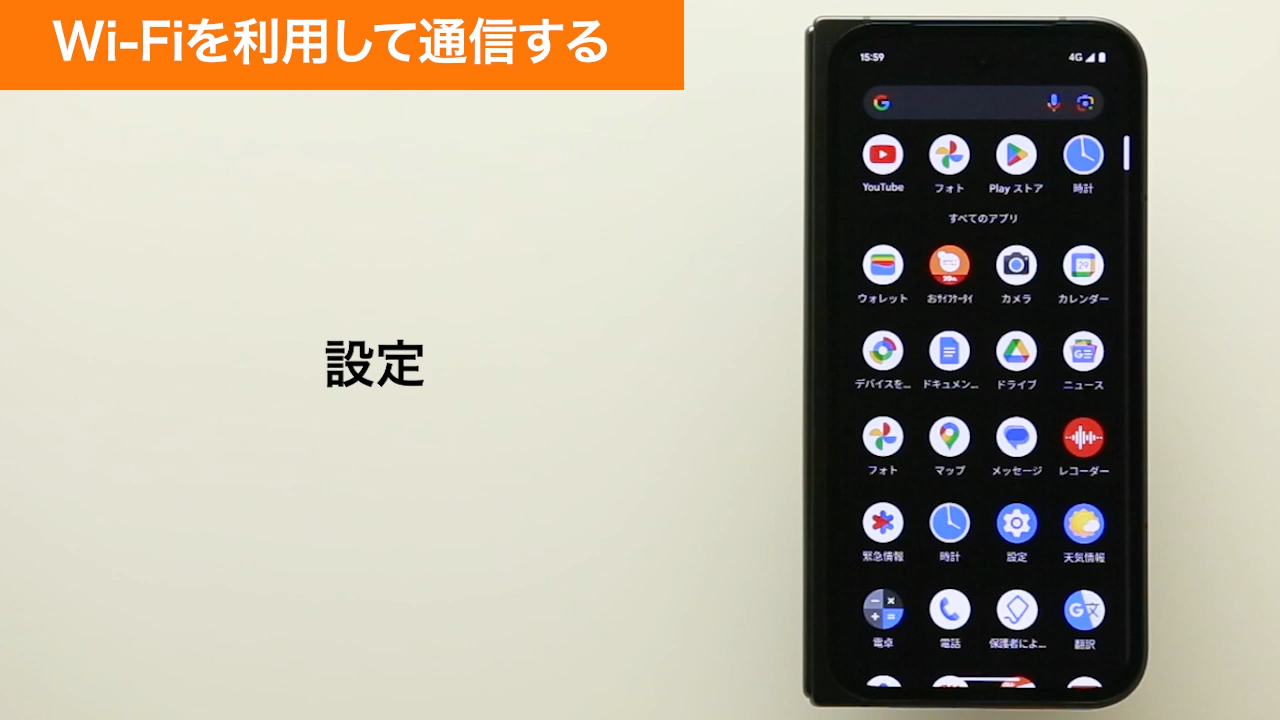 Wi-Fiを利用して通信する
設定
15:59
4G
YouTube
フォト
Play ストア
時計
すべてのアプリ
ウォレット
おサイフケータイ
カメラ
カレンダー
デバイスを...
ドキュメン...
ドライブ
ニュース
フォト
マップ
メッセージ
レコーダー
緊急情報
時計
設定
天気情報
電卓
電話
保護者によ...
翻訳